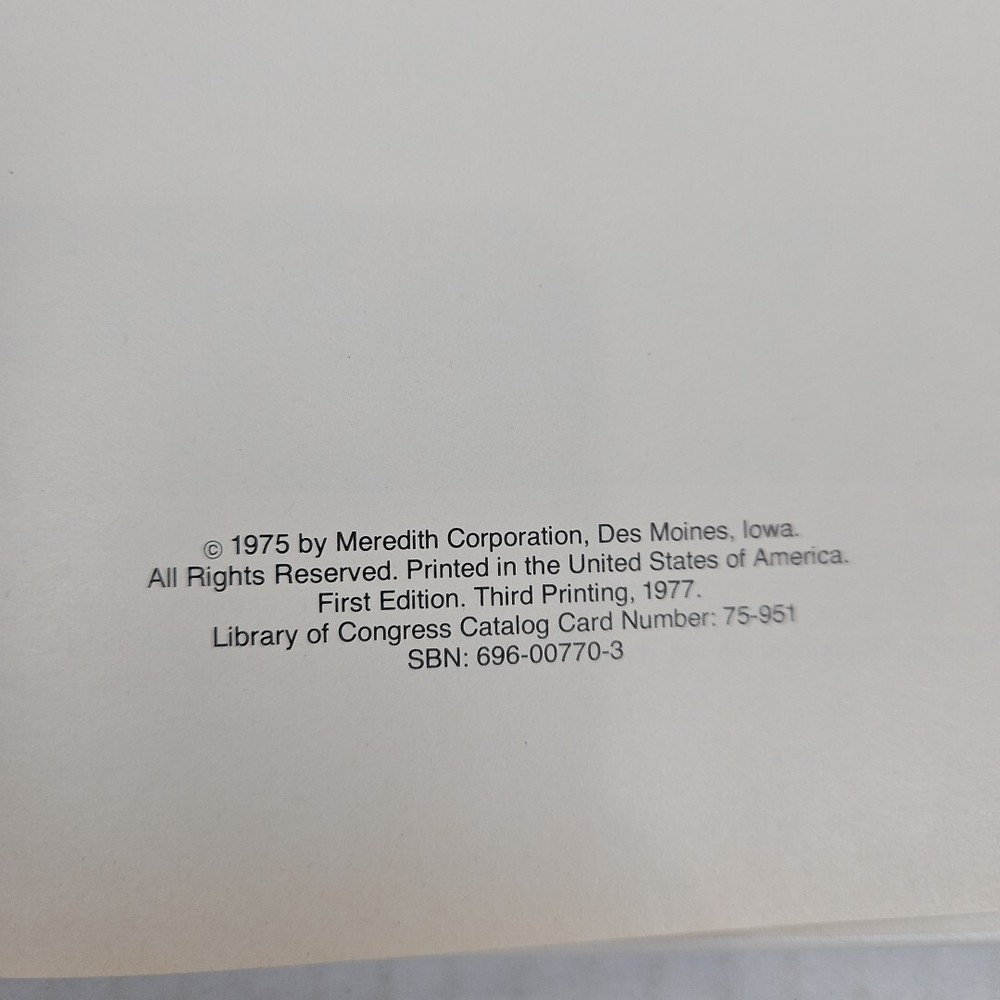 © 1975 by Meredith Corporation, Des Moines, Iowa.
All Rights Reserved. Printed in the United States of America.
First Edition. Third Printing, 1977.
Library of Congress Catalog Card Number: 75-951
SBN: 696-00770-3